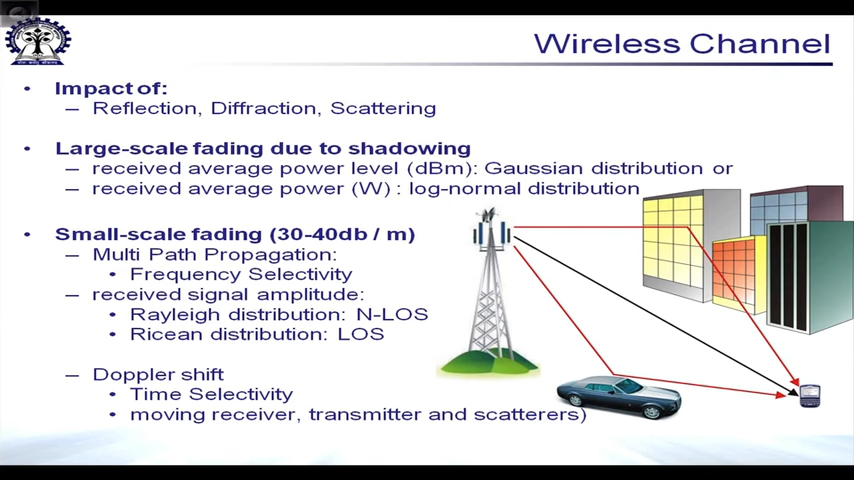 Wireless Channel
• Impact of:
– Reflection, Diffraction, Scattering
• Large-scale fading due to shadowing
– received average power level (dBm): Gaussian distribution or
– received average power (W) : log-normal distribution
• Small-scale fading (30-40db / m)
– Multi Path Propagation:
• Frequency Selectivity
– received signal amplitude:
• Rayleigh distribution: N-LOS
• Ricean distribution: LOS
– Doppler shift
• Time Selectivity
• moving receiver, transmitter and scatterers)